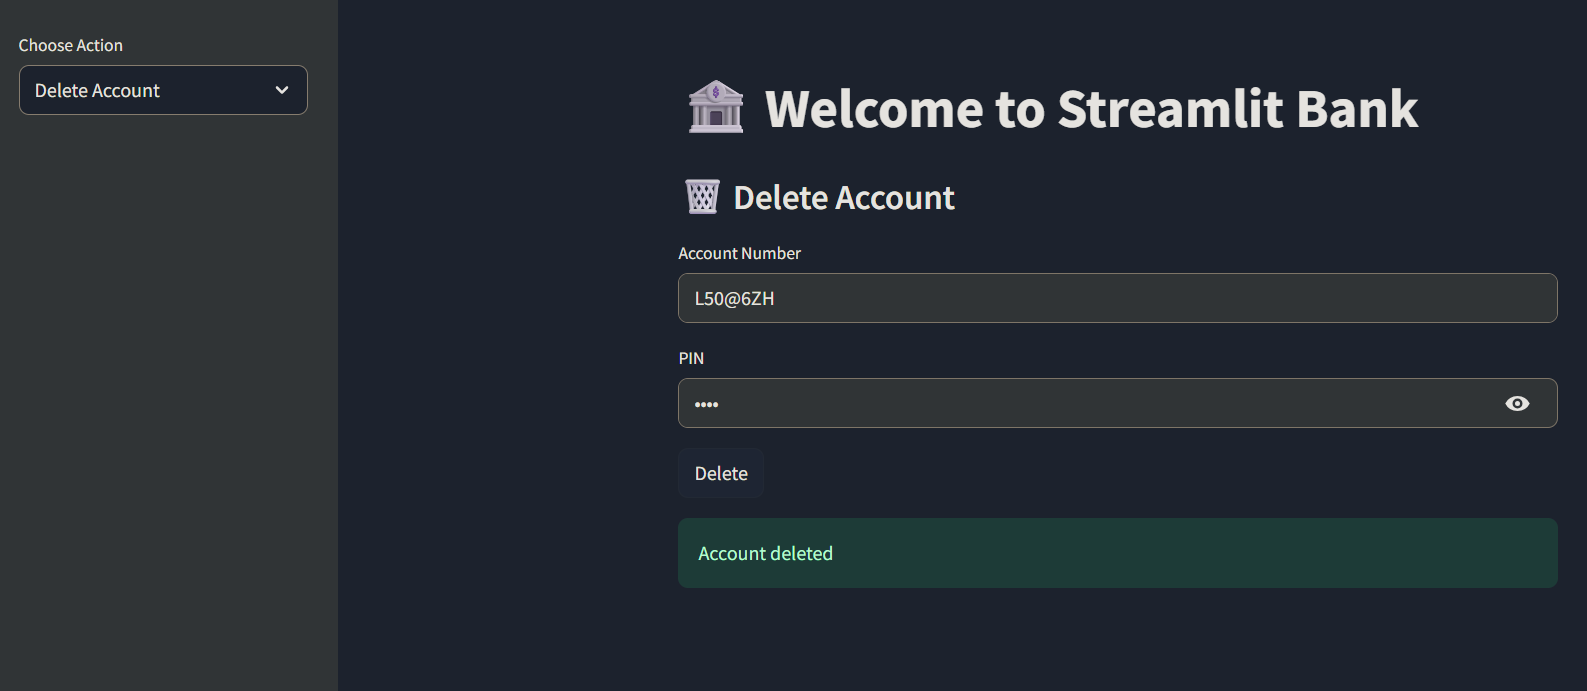 Choose Action
Delete Account
Welcome to Streamlit Bank
Delete Account
Account Number
L50@6ZH
PIN
••••
Delete
Account deleted